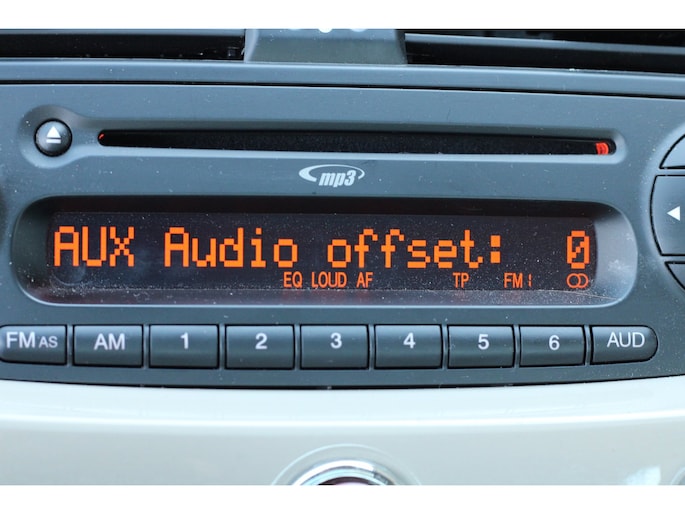 mp3
AUX Audio offset: 0
EQ LOUD AF TP FM1
FM AS AM 1 2 3 4 5 6 AUD